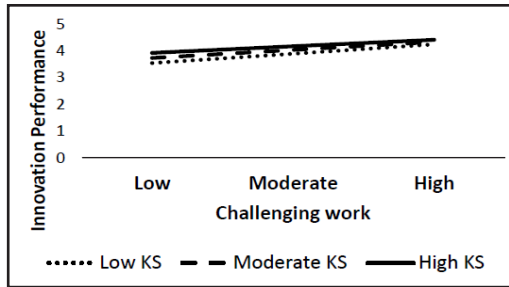 Innovation Performance
5
4
3
2
1
0
Low Moderate High
Challenging work
Low KS Moderate KS High KS